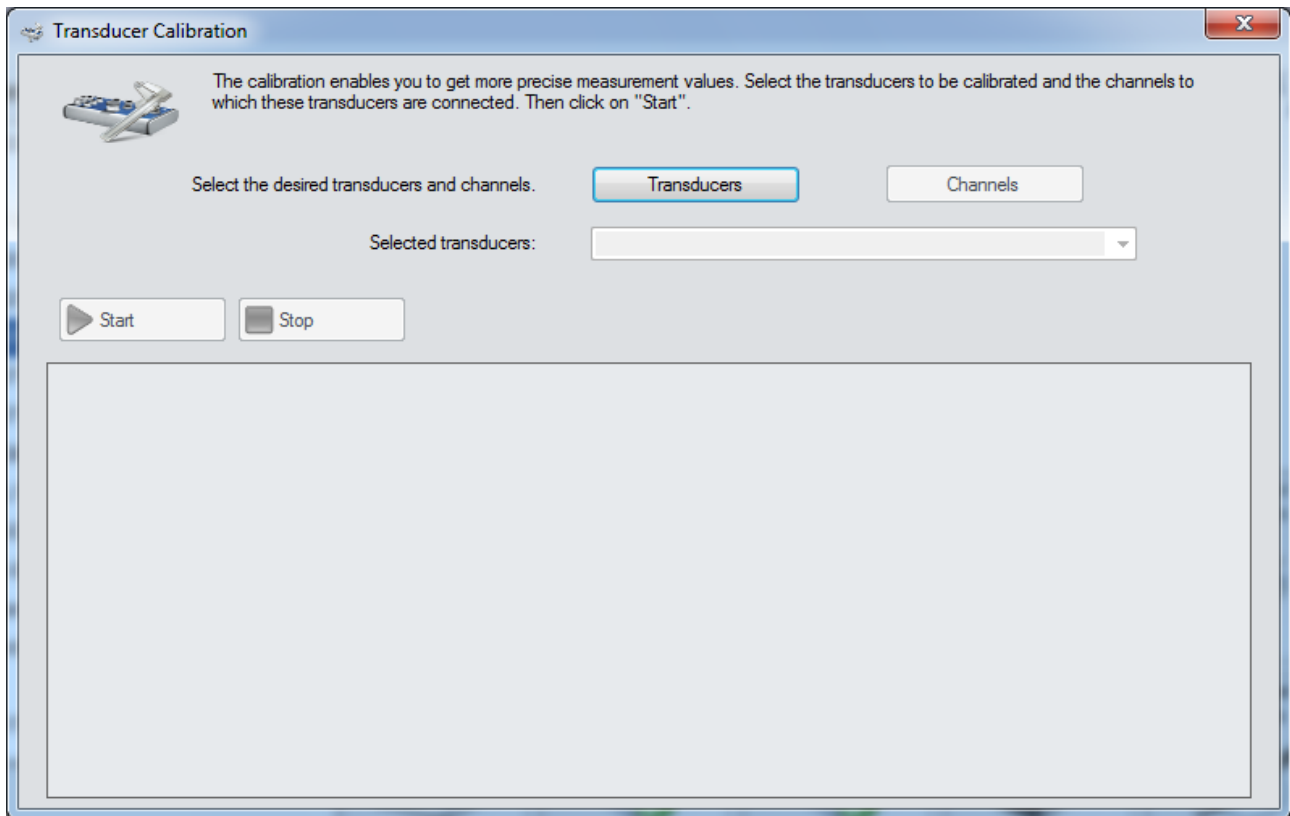 Transducer Calibration
The calibration enables you to get more precise measurement values. Select the transducers to be calibrated and the channels to
which these transducers are connected. Then click on "Start".
Select the desired transducers and channels. Transducers Channels
Selected transducers:
Start Stop